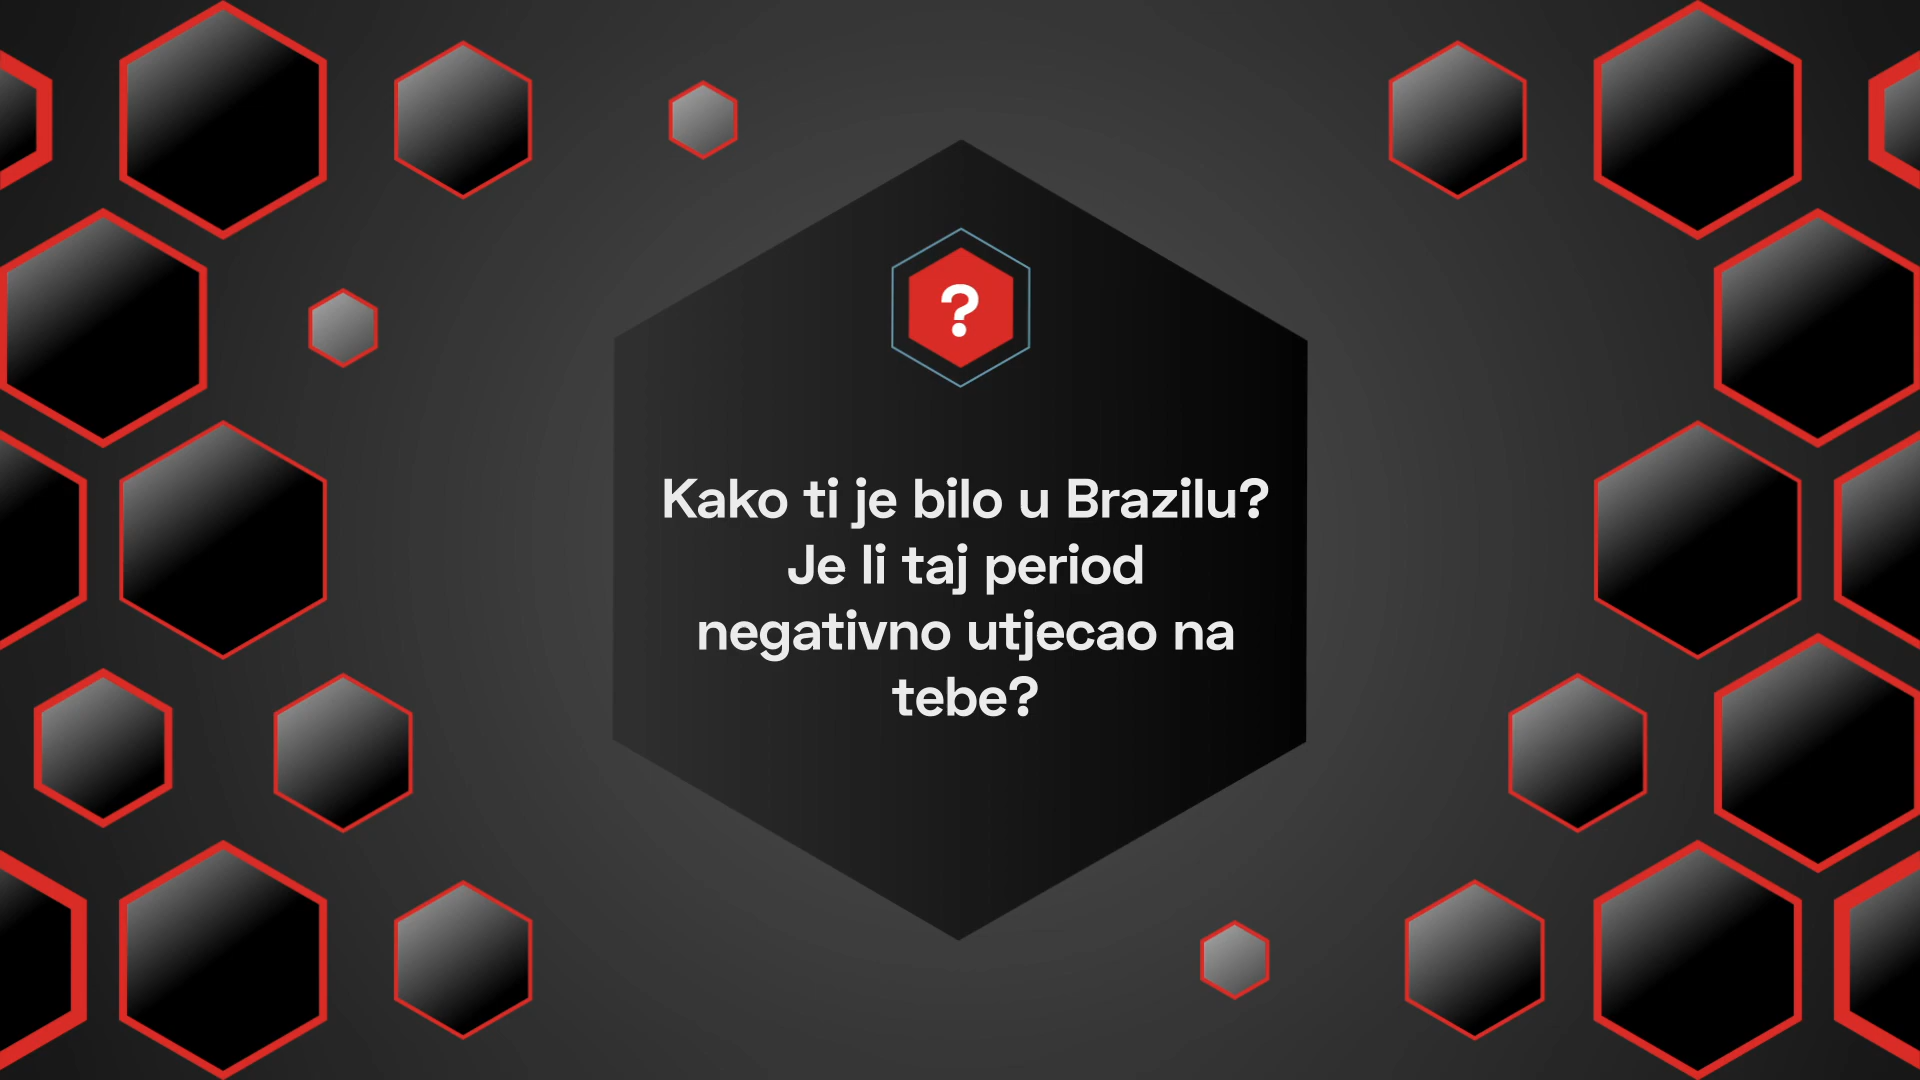 ?
Kako ti je bilo u Brazilu?
Je li taj period
negativno utjecao na
tebe?